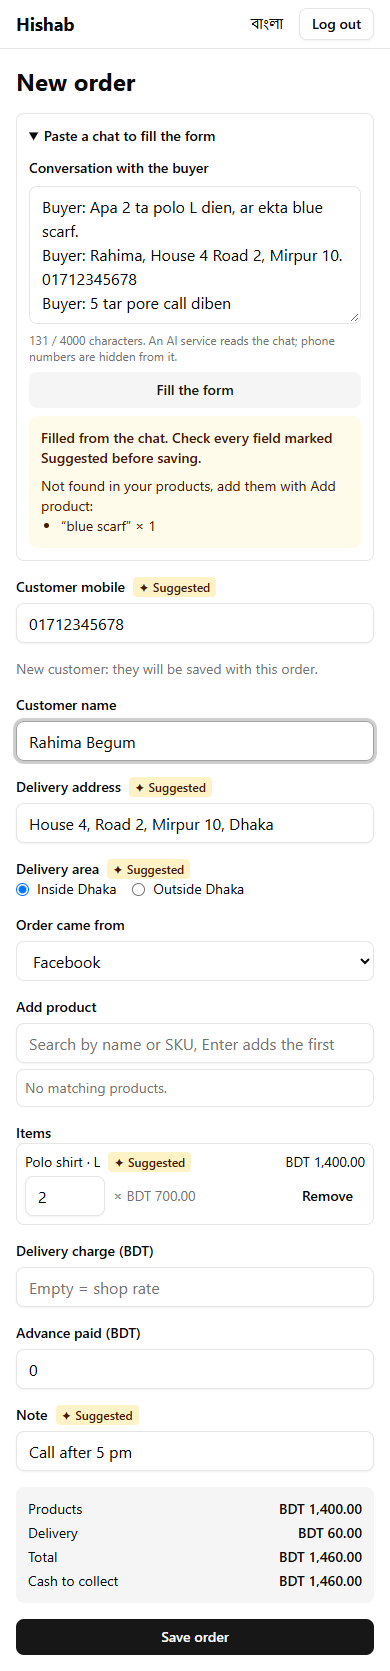 Hishab
বাংলা
Log out
New order
▼ Paste a chat to fill the form
Conversation with the buyer
Buyer: Apa 2 ta polo L dien, ar ekta blue
scarf.
Buyer: Rahima, House 4 Road 2, Mirpur 10.
01712345678
Buyer: 5 tar pore call diben
131 / 4000 characters. An AI service reads the chat; phone
numbers are hidden from it.
Fill the form
Filled from the chat. Check every field marked
Suggested before saving.
Not found in your products, add them with Add
product:
• “blue scarf” × 1
Customer mobile ✦ Suggested
01712345678
New customer: they will be saved with this order.
Customer name
Rahima Begum
Delivery address ✦ Suggested
House 4, Road 2, Mirpur 10, Dhaka
Delivery area ✦ Suggested
Inside Dhaka Outside Dhaka
Order came from
Facebook
Add product
Search by name or SKU, Enter adds the first
No matching products.
Items
Polo shirt · L ✦ Suggested BDT 1,400.00
2 × BDT 700.00 Remove
Delivery charge (BDT)
Empty = shop rate
Advance paid (BDT)
0
Note ✦ Suggested
Call after 5 pm
Products BDT 1,400.00
Delivery BDT 60.00
Total BDT 1,460.00
Cash to collect BDT 1,460.00
Save order